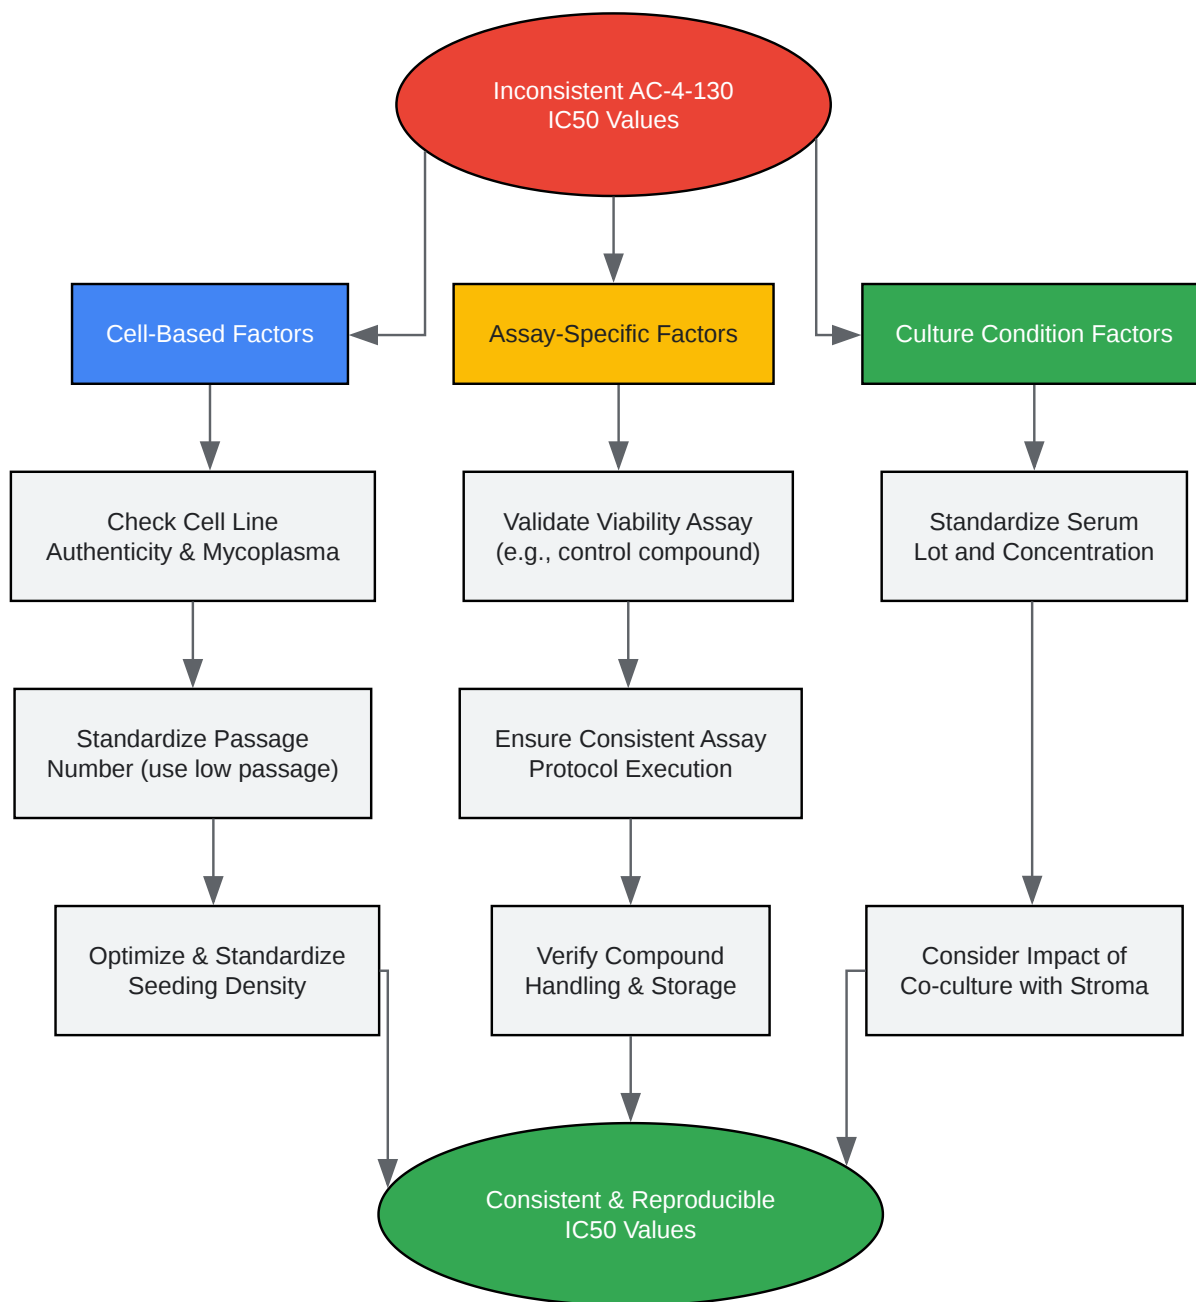 Inconsistent AC-4-130
IC50 Values
Cell-Based Factors
Assay-Specific Factors
Culture Condition Factors
Check Cell Line
Authenticity & Mycoplasma
Validate Viability Assay
(e.g., control compound)
Standardize Serum
Lot and Concentration
Standardize Passage
Number (use low passage)
Ensure Consistent Assay
Protocol Execution
Optimize & Standardize
Seeding Density
Verify Compound
Handling & Storage
Consider Impact of
Co-culture with Stroma
Consistent & Reproducible
IC50 Values